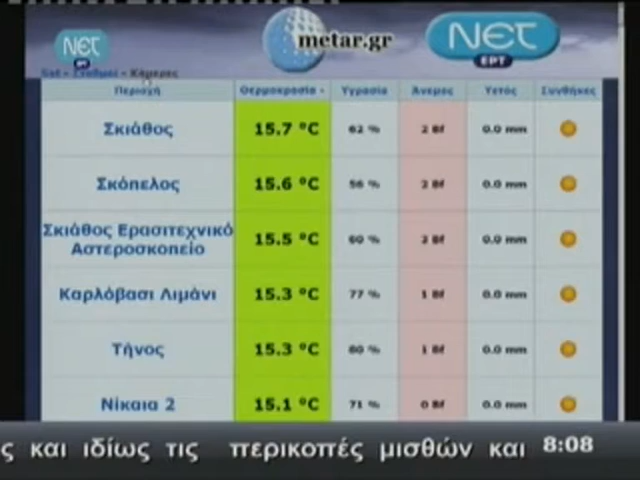 ΝΕΤ
metar.gr
ΝΕΤ
ΕΡΤ
Κάμερες
Περιοχή Θερμοκρασία Υγρασία Άνεμος Υετός Συνθήκες
Σκιάθος 15.7 °C 62 % 2 Bf 0.0 mm
Σκόπελος 15.6 °C 56 % 2 Bf 0.0 mm
Σκιάθος Ερασιτεχνικό
Αστεροσκοπείο 15.5 °C 60 % 2 Bf 0.0 mm
Καρλόβασι Λιμάνι 15.3 °C 77 % 1 Bf 0.0 mm
Τήνος 15.3 °C 1 Bf 0.0 mm
Νίκαια 2 15.1 °C 71 % 0 Bf 0.0 mm
ς και ιδίως τις περικοπές μισθών και 8:08